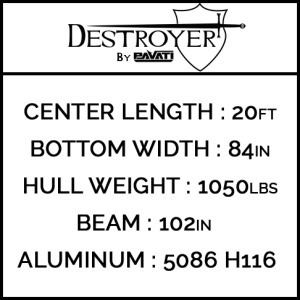 DESTROYER
BY PAVATI
CENTER LENGTH : 20FT
BOTTOM WIDTH : 84IN
HULL WEIGHT : 1050LBS
BEAM : 102IN
ALUMINUM : 5086 H116